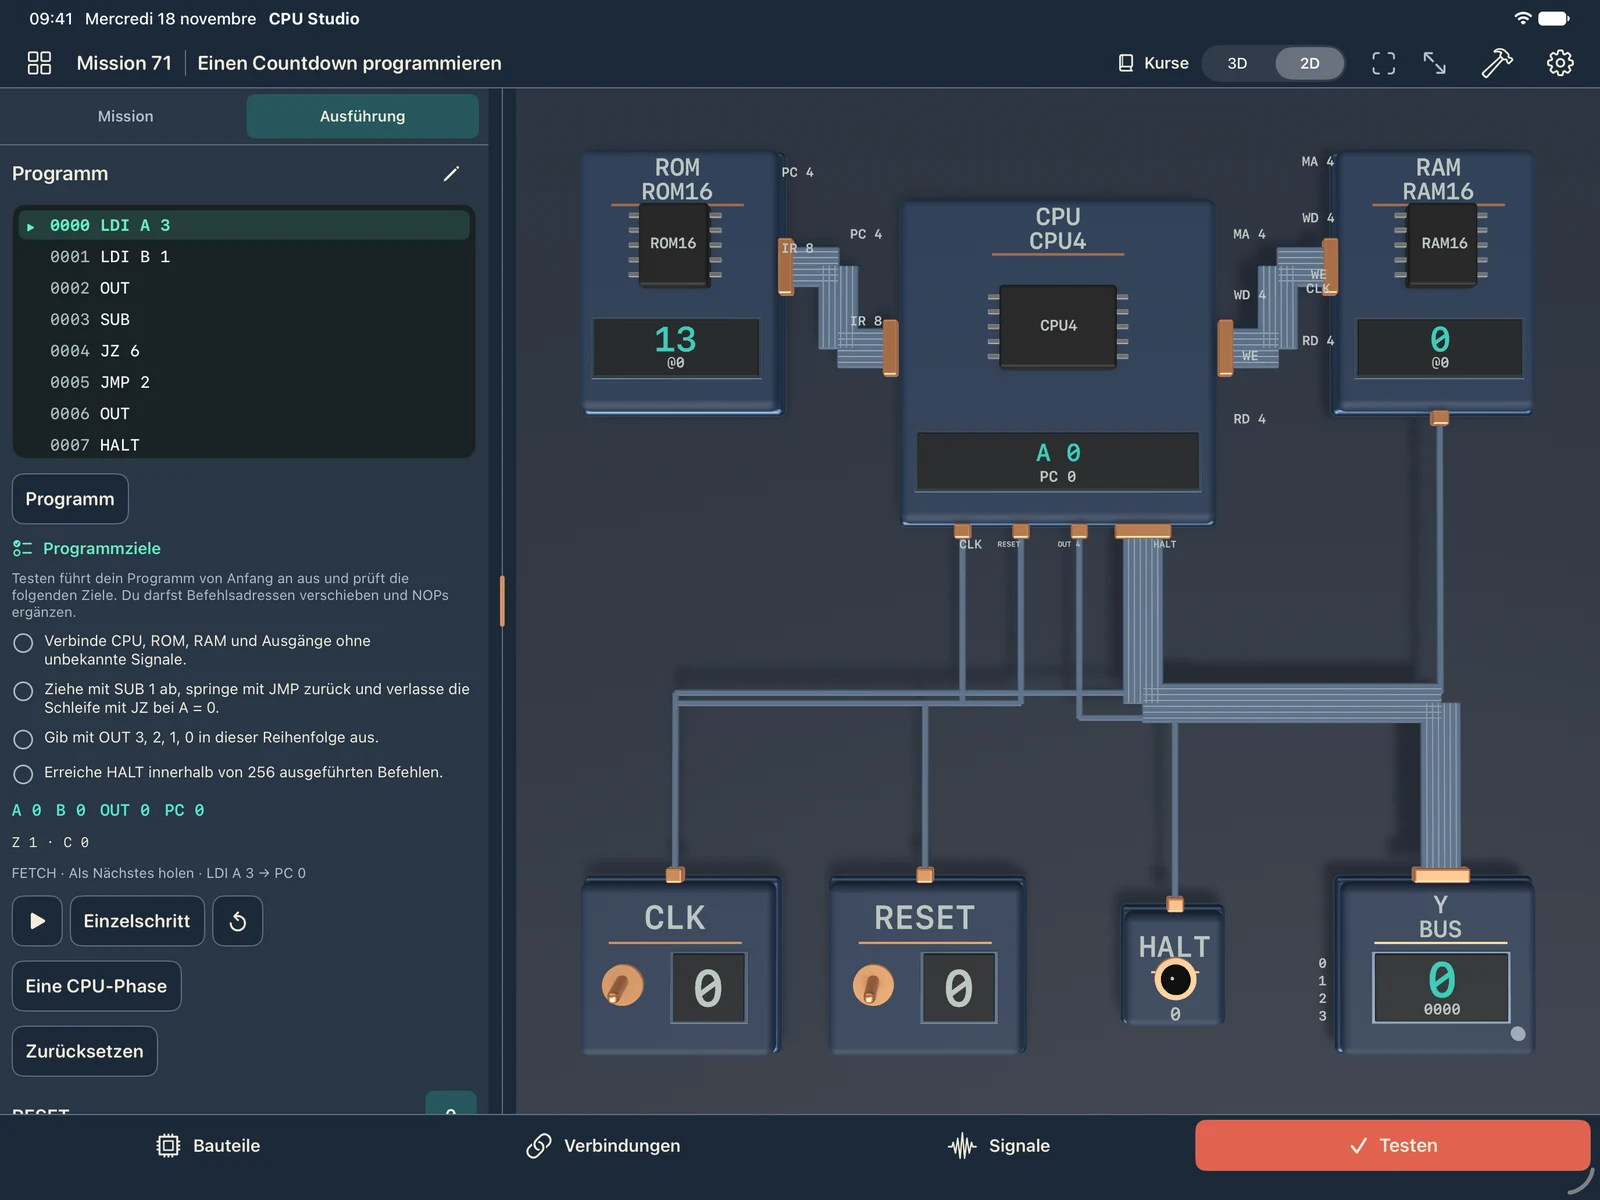 09:41 Mercredi 18 novembre CPU Studio
Mission 71 Einen Countdown programmieren
Kurse 3D 2D
Mission Ausführung
Programm
0000 LDI A 3
0001 LDI B 1
0002 OUT
0003 SUB
0004 JZ 6
0005 JMP 2
0006 OUT
0007 HALT
Programm
Programmziele
Testen führt dein Programm von Anfang an aus und prüft die
folgenden Ziele. Du darfst Befehlsadressen verschieben und NOPs
ergänzen.
Verbinde CPU, ROM, RAM und Ausgänge ohne
unbekannte Signale.
Ziehe mit SUB 1 ab, springe mit JMP zurück und verlasse die
Schleife mit JZ bei A = 0.
Gib mit OUT 3, 2, 1, 0 in dieser Reihenfolge aus.
Erreiche HALT innerhalb von 256 ausgeführten Befehlen.
A 0 B 0 OUT 0 PC 0
Z 1 · C 0
FETCH · Als Nächstes holen · LDI A 3 → PC 0
Einzelschritt
Eine CPU-Phase
Zurücksetzen
RESET 0
ROM
ROM16
ROM16
13
@0
PC 4
IR 8
PC 4
IR 8
CPU
CPU4
CPU4
A 0
PC 0
CLK RESET OUT 4 HALT
MA 4
WD 4
WE
RD 4
MA 4
WD 4
WE
CLK
RD 4
RAM
RAM16
RAM16
0
@0
CLK
0
RESET
0
HALT
0
0
1
2
3
Y
BUS
0
0000
Bauteile Verbindungen Signale Testen